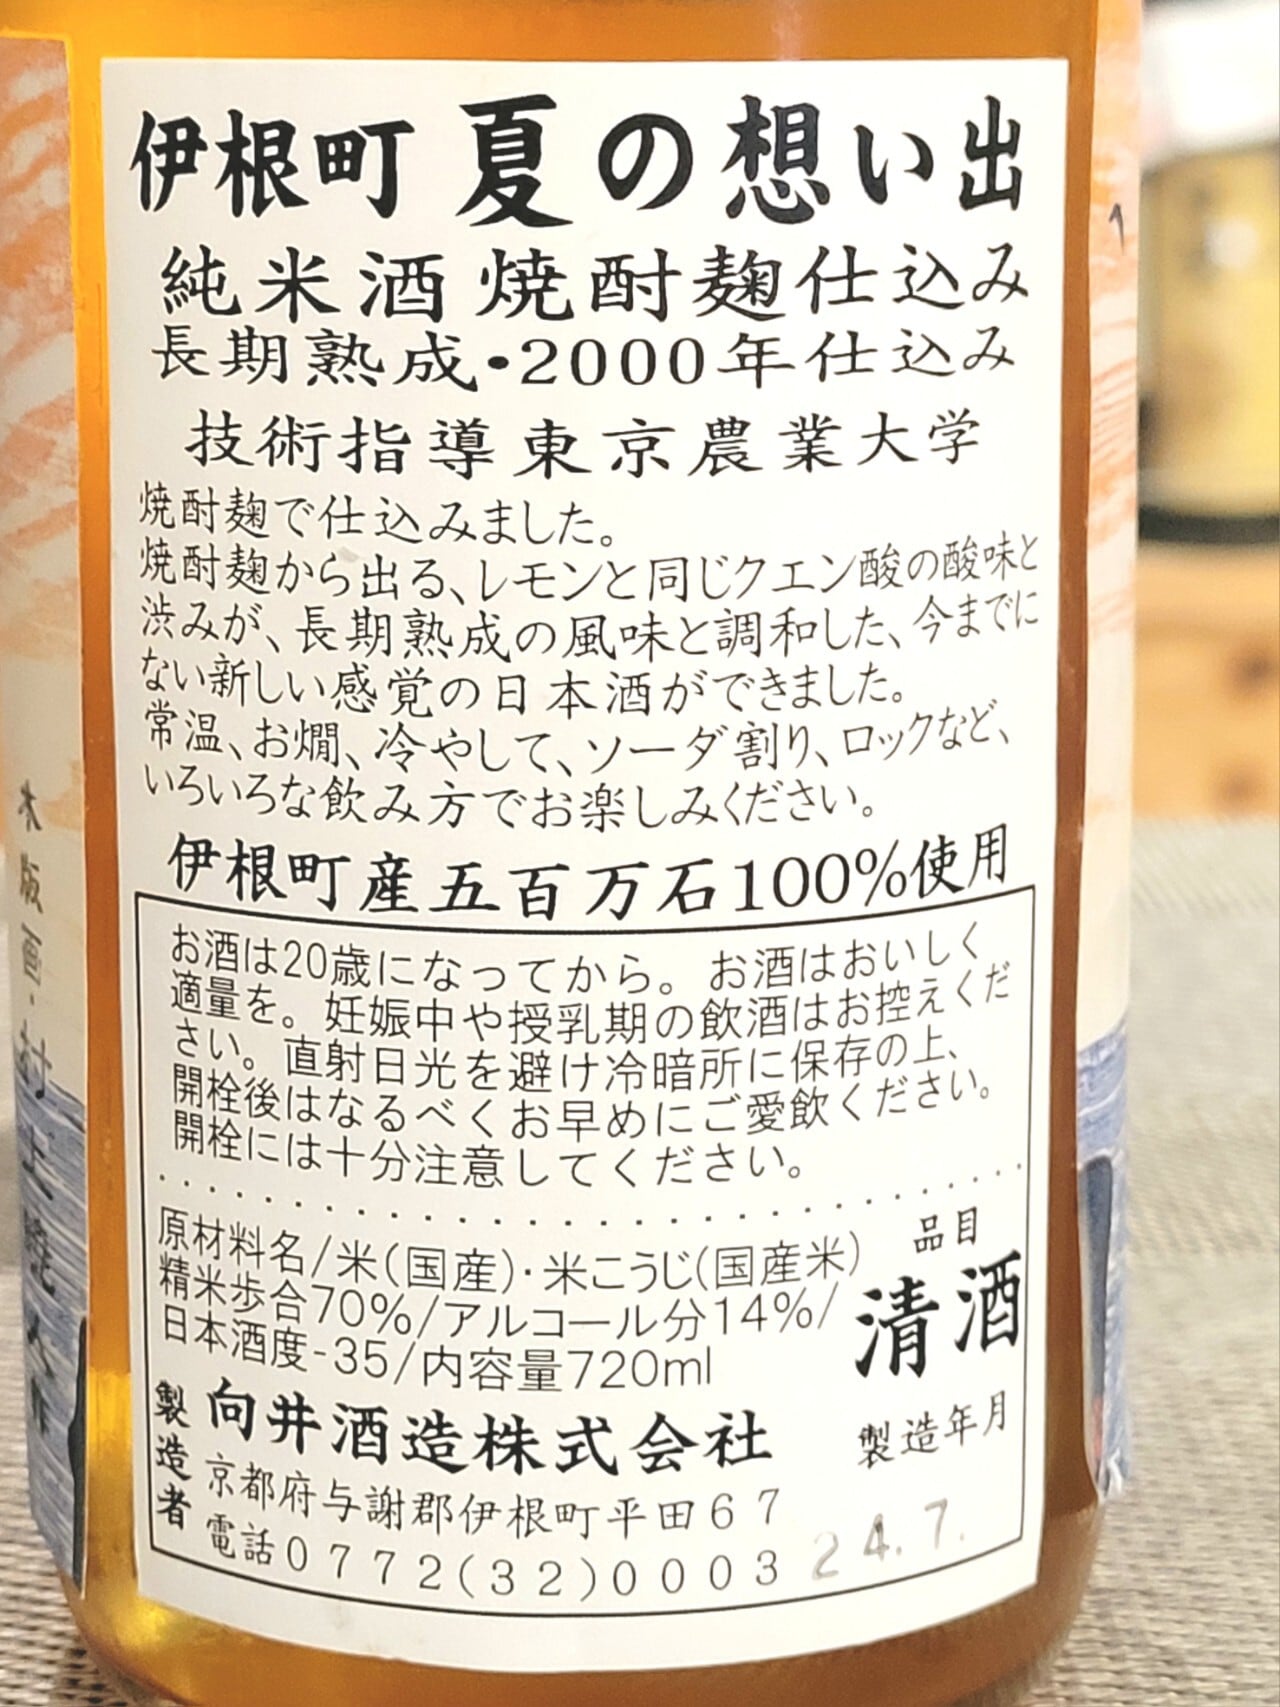 伊根町 夏の想い出
純米酒 焼酎麹仕込み
長期熟成・2000年仕込み
技術指導東京農業大学
焼酎麹で仕込みました。
焼酎麹から出る、レモンと同じクエン酸の酸味と
渋みが、長期熟成の風味と調和した、今までに
ない新しい感覚の日本酒ができました。
常温、お燗、冷やして、ソーダ割り、ロックなど、
いろいろな飲み方でお楽しみください。
伊根町産五百万石100%使用
お酒は20歳になってから。お酒はおいしく
適量を。妊娠中や授乳期の飲酒はお控えくだ
さい。直射日光を避け冷暗所に保存の上、
開栓後はなるべくお早めにご愛飲ください。
開栓には十分注意してください。
原材料名/米(国産)・米こうじ(国産米)
精米歩合70%/アルコール分14%/
日本酒度-35/内容量720ml
品目
清酒
製造者
向井酒造株式会社
京都府与謝郡伊根町平田67
電話0772(32)0003
製造年月
24.7.
木版画・村上